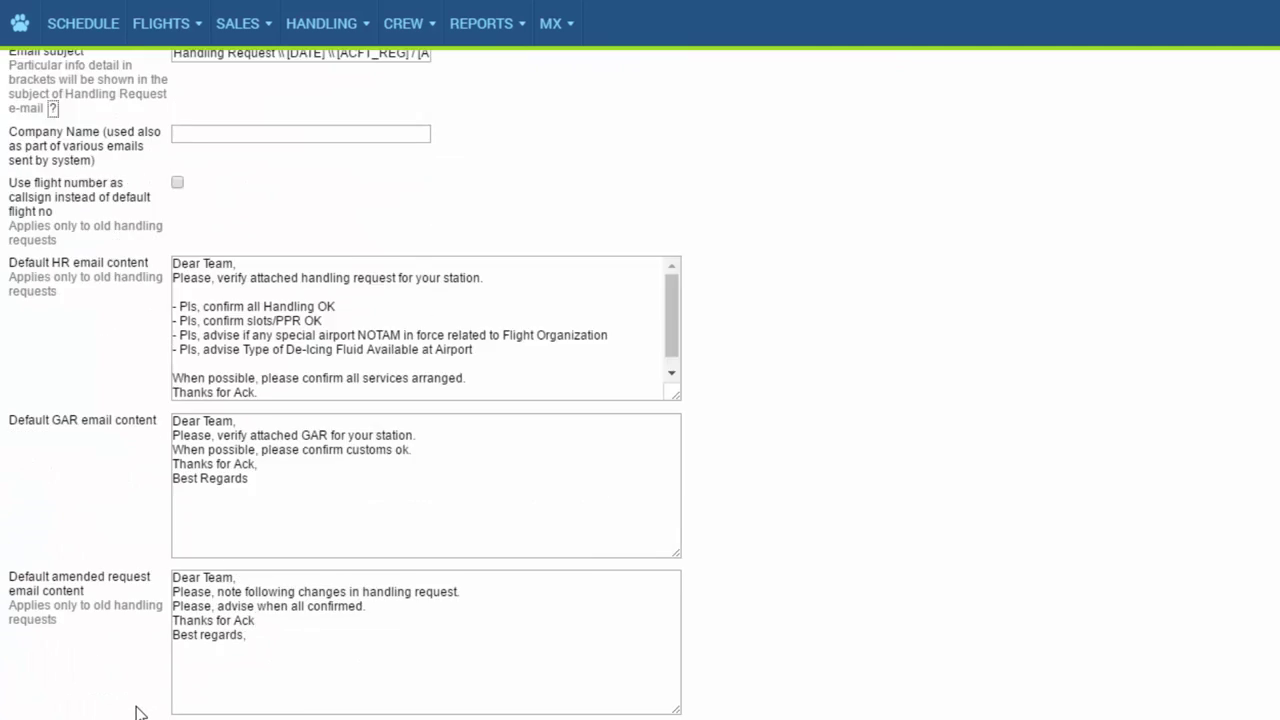 SCHEDULE FLIGHTS SALES HANDLING CREW REPORTS MX
Email subject
Handling Request \\ [DATE] \\ [ACFT_REG] / [A
Particular info detail in
brackets will be shown in the
subject of Handling Request
e-mail ?
Company Name (used also
as part of various emails
sent by system)
Use flight number as
callsign instead of default
flight no
Applies only to old handling
requests
Default HR email content
Applies only to old handling
requests
Dear Team,
Please, verify attached handling request for your station.
- Pls, confirm all Handling OK
- Pls, confirm slots/PPR OK
- Pls, advise if any special airport NOTAM in force related to Flight Organization
- Pls, advise Type of De-Icing Fluid Available at Airport
When possible, please confirm all services arranged.
Thanks for Ack.
Default GAR email content
Dear Team,
Please, verify attached GAR for your station.
When possible, please confirm customs ok.
Thanks for Ack,
Best Regards
Default amended request
email content
Applies only to old handling
requests
Dear Team,
Please, note following changes in handling request.
Please, advise when all confirmed.
Thanks for Ack
Best regards,